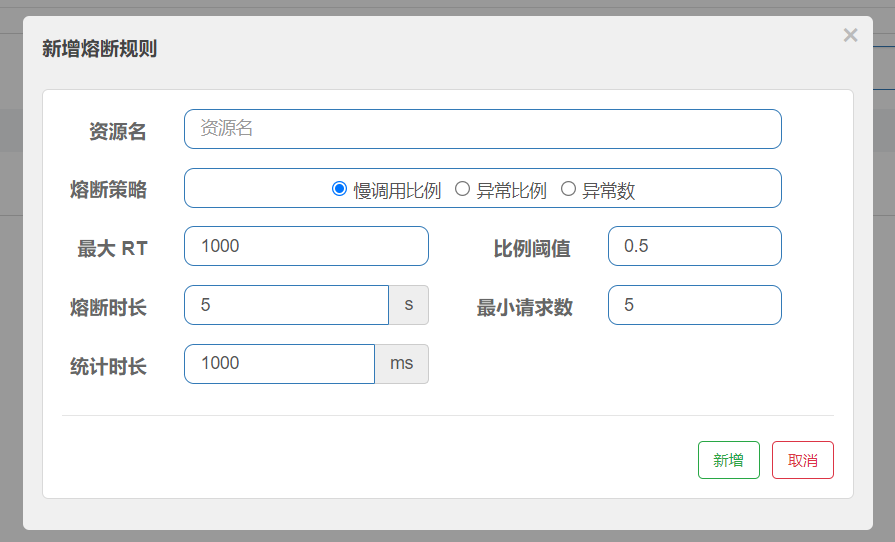 新增熔断规则
×
资源名 资源名
熔断策略 慢调用比例 异常比例 异常数
最大 RT 1000 比例阈值 0.5
熔断时长 5 s 最小请求数 5
统计时长 1000 ms
新增 取消